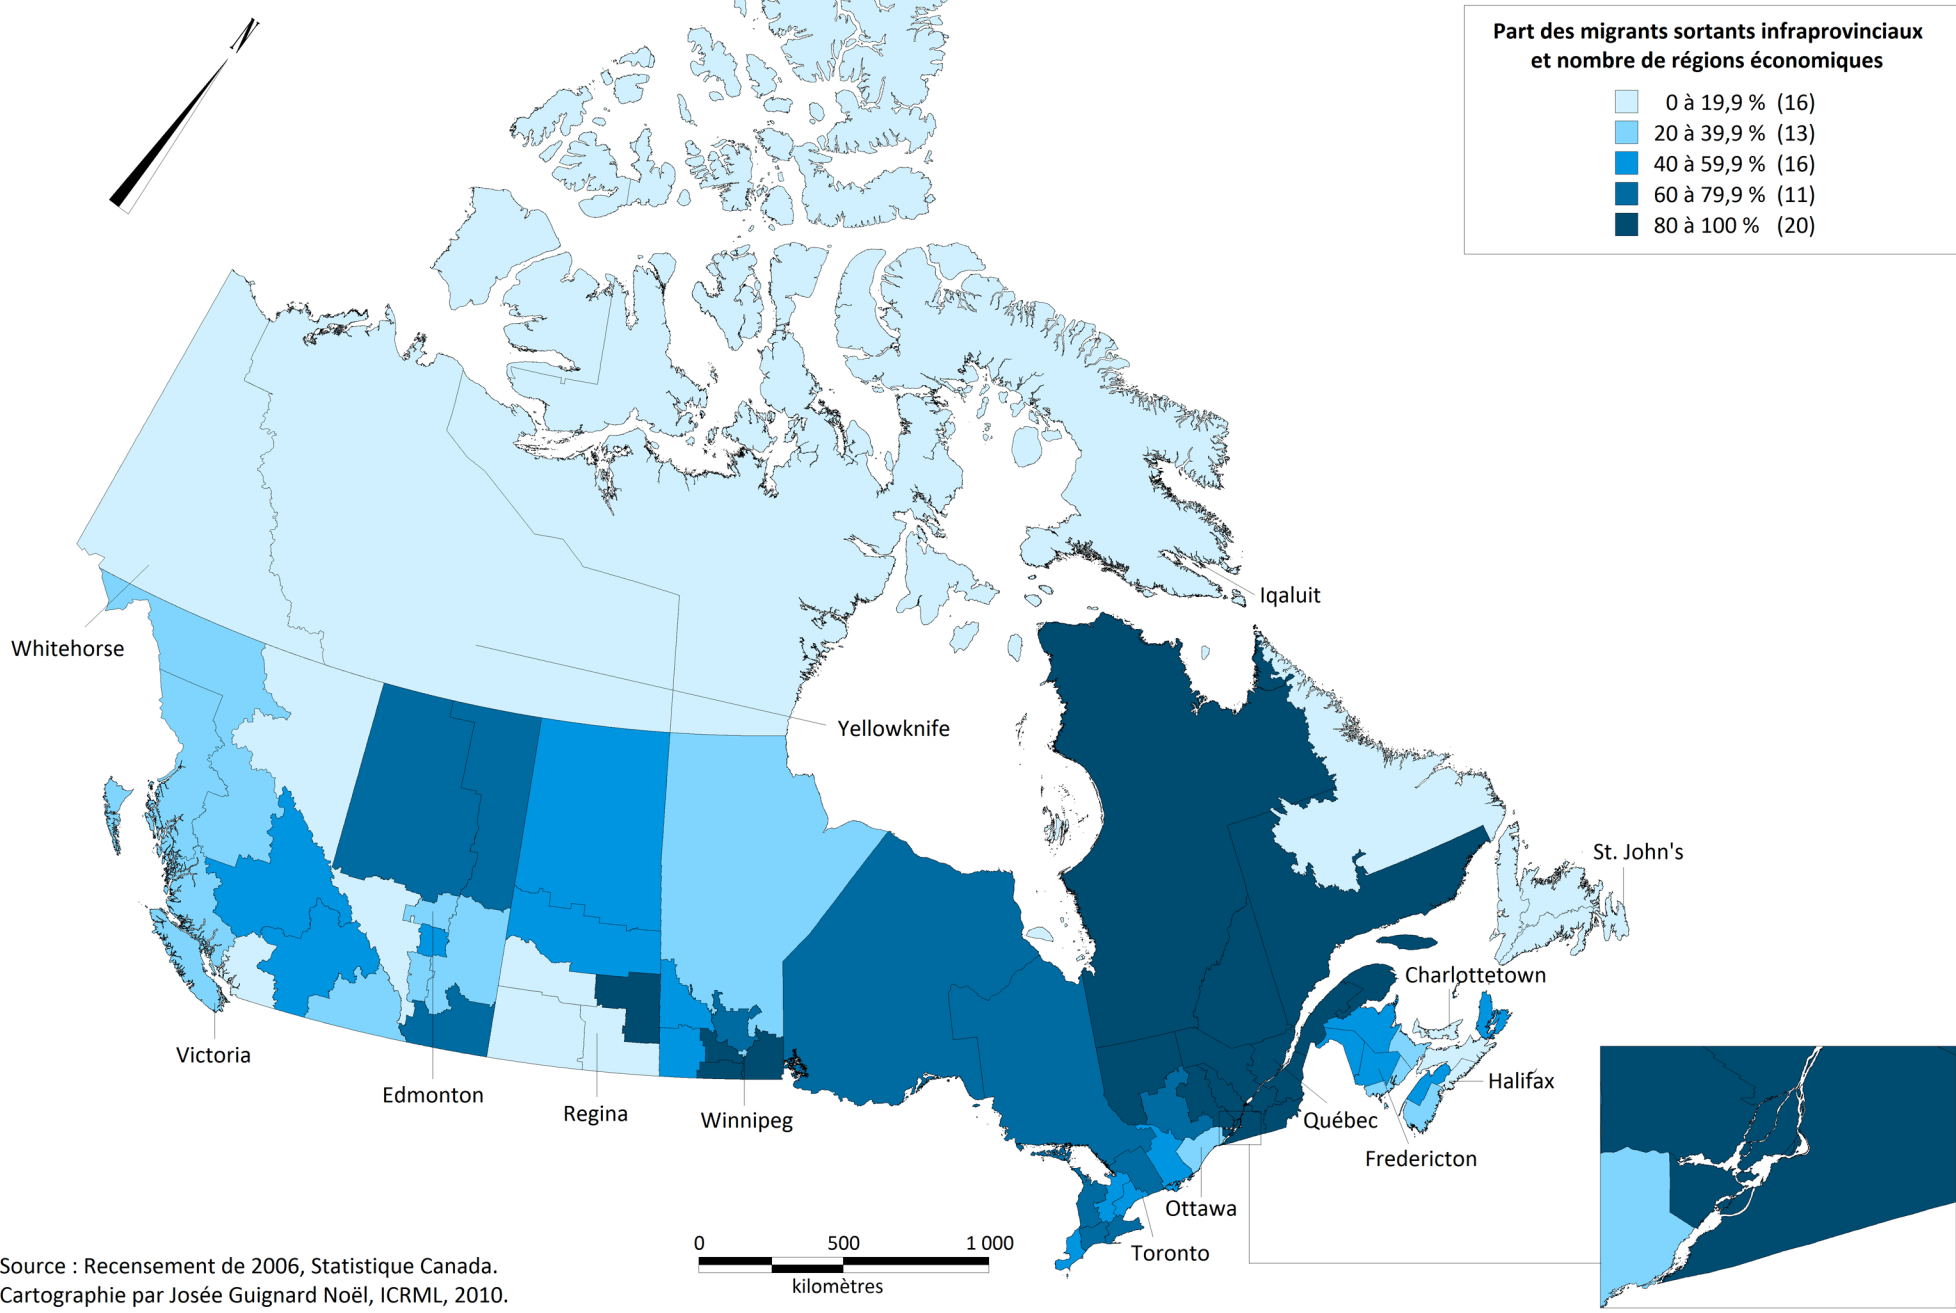 Part des migrants sortants infraprovinciaux
et nombre de régions économiques
0 à 19,9 % (16)
20 à 39,9 % (13)
40 à 59,9 % (16)
60 à 79,9 % (11)
80 à 100 % (20)
N
Iqaluit
Whitehorse
Yellowknife
St. John's
Charlottetown
Victoria
Edmonton
Regina
Winnipeg
Halifax
Québec
Fredericton
Ottawa
Toronto
0 500 1 000
kilomètres
Source : Recensement de 2006, Statistique Canada.
Cartographie par Josée Guignard Noël, ICRML, 2010.